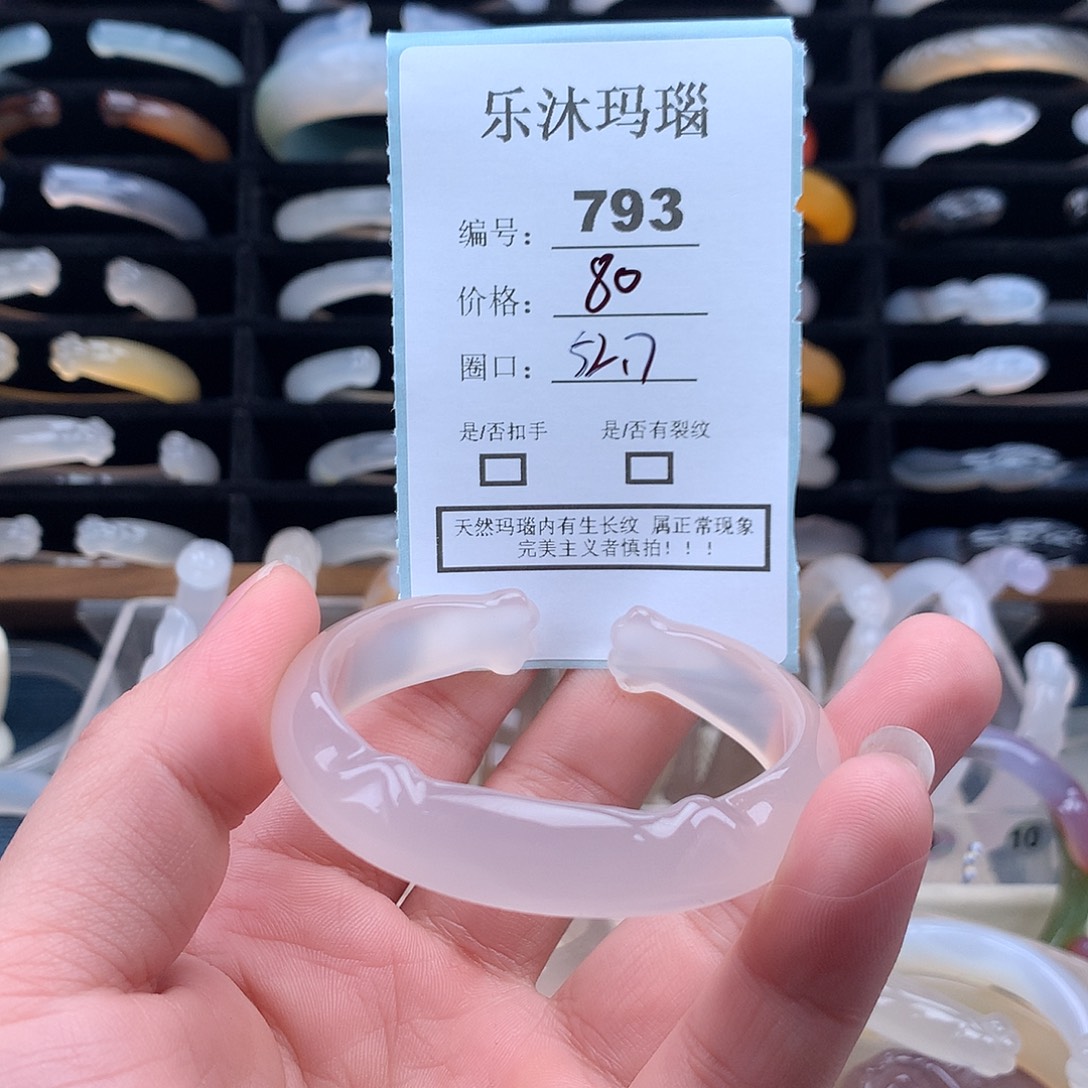 乐沐玛瑙
编号：793
价格：80
圈口：52.7
是/否扣手 是/否有裂纹
天然玛瑙内有生长纹 属正常现象
完美主义者慎拍！！！
10